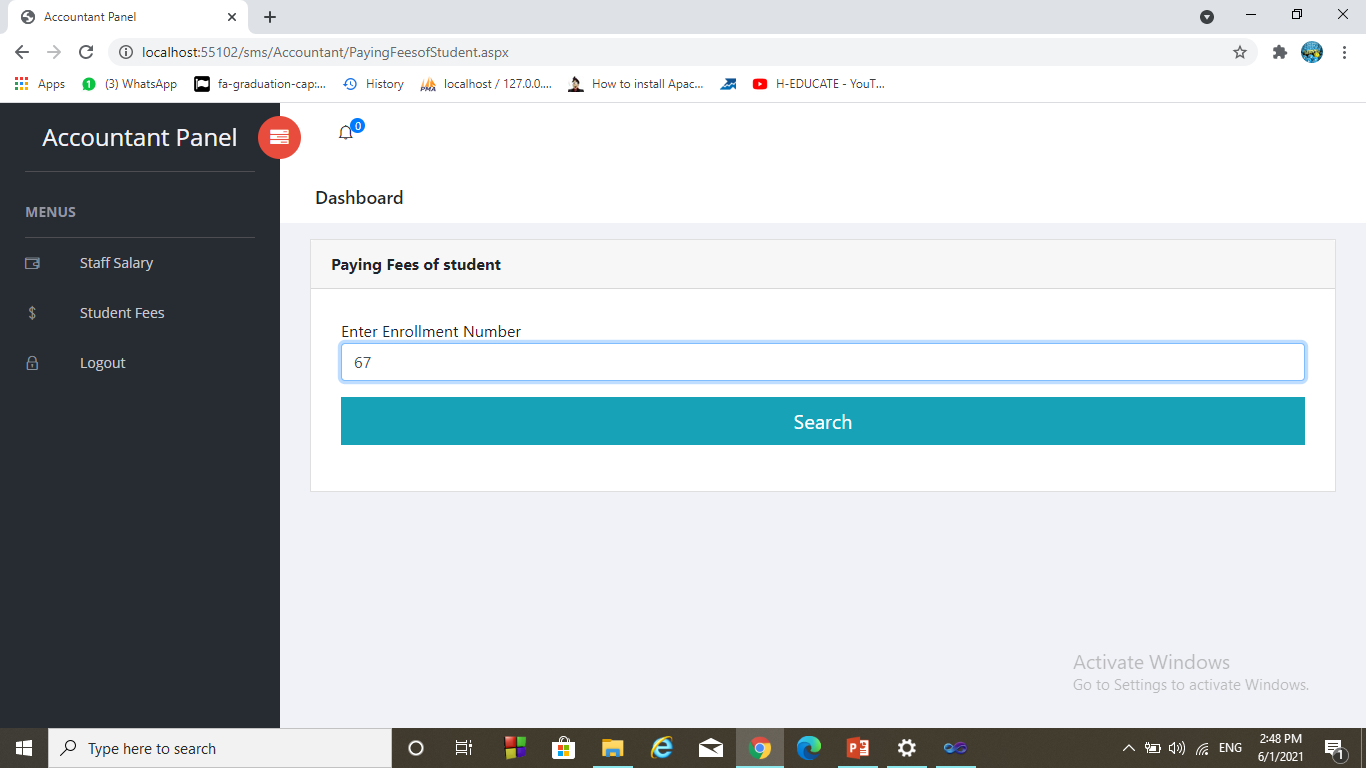 Accountant Panel
localhost:55102/sms/Accountant/PayingFeesofStudent.aspx
Apps
1
(3) WhatsApp
fa-graduation-cap:...
History
PMA
localhost / 127.0.0....
How to install Apac...
H-EDUCATE - YouT...
Accountant Panel
0
MENUS
Dashboard
Staff Salary
Student Fees
Logout
Paying Fees of student
Enter Enrollment Number
67
Search
Activate Windows
Go to Settings to activate Windows.
Type here to search
ENG
2:48 PM
6/1/2021
1